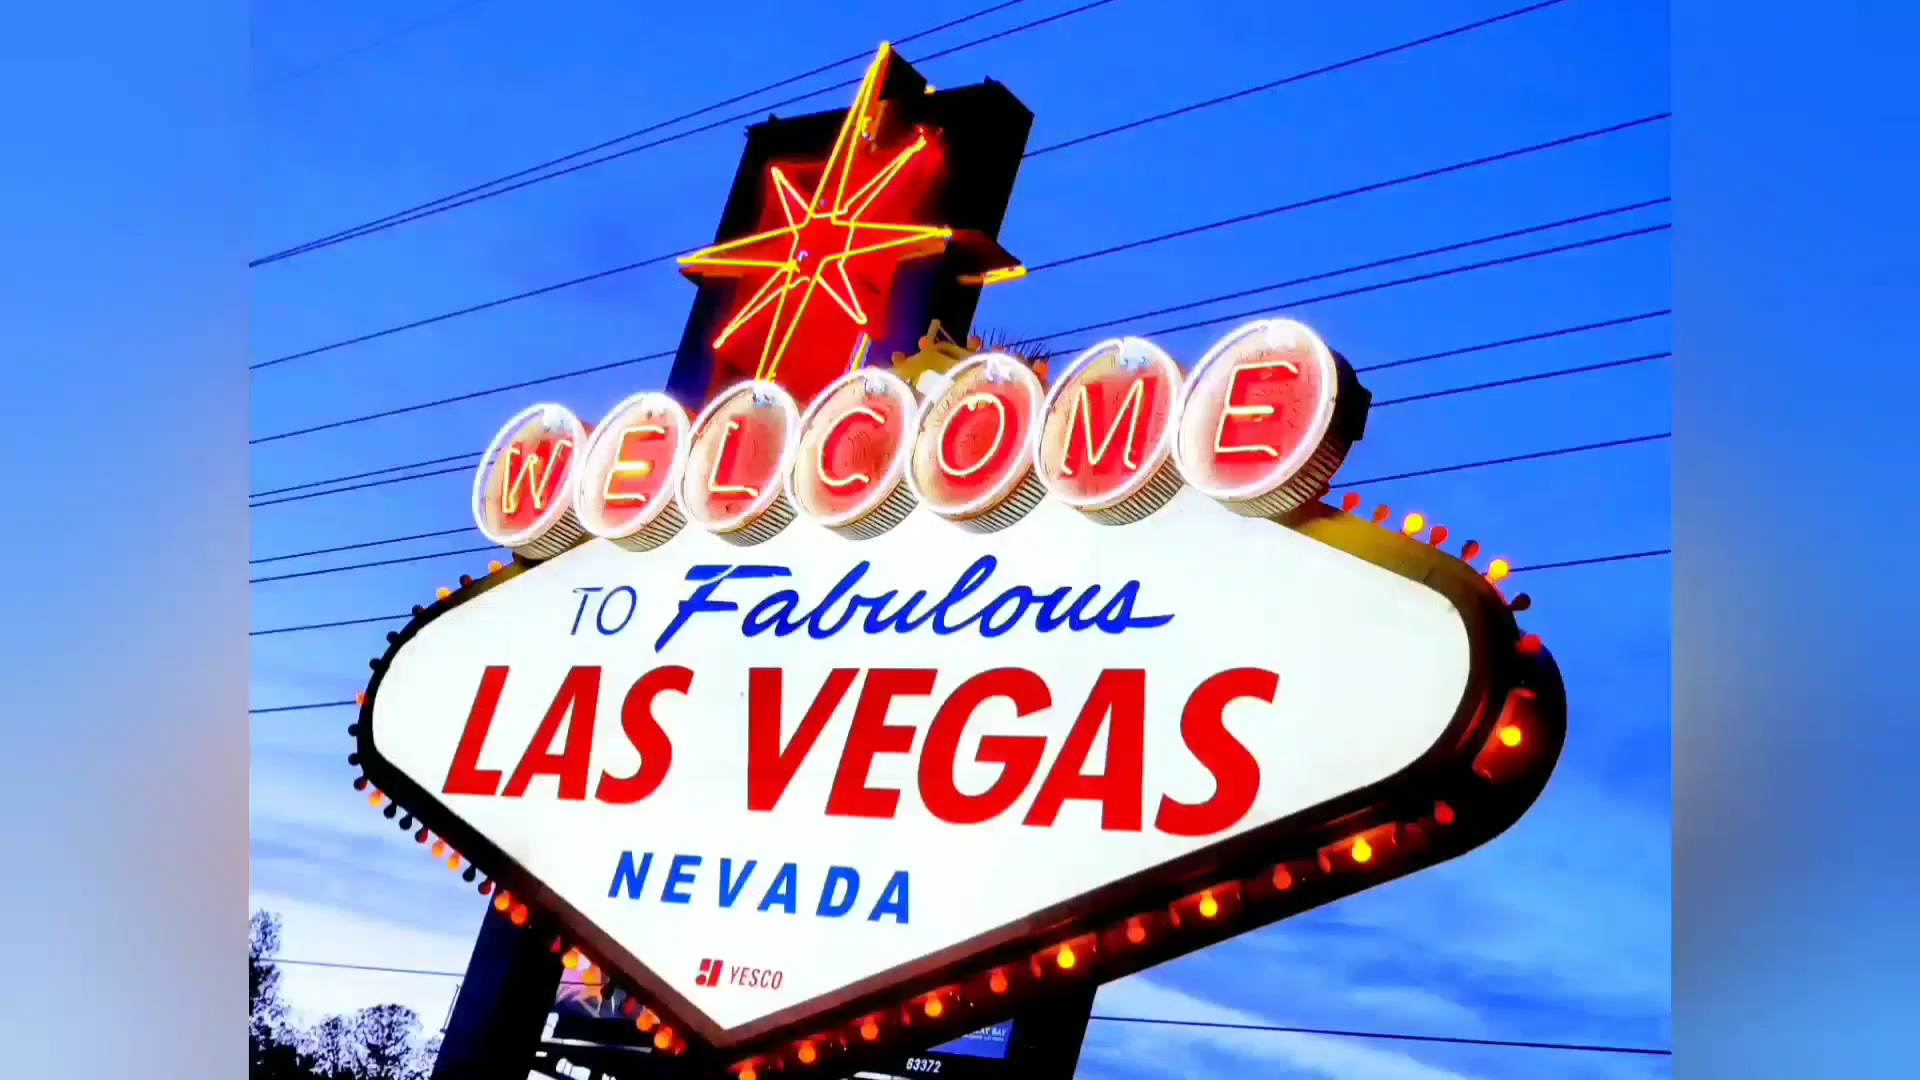 WELCOME
TO Fabulous
LAS VEGAS
NEVADA
YESCO
63372